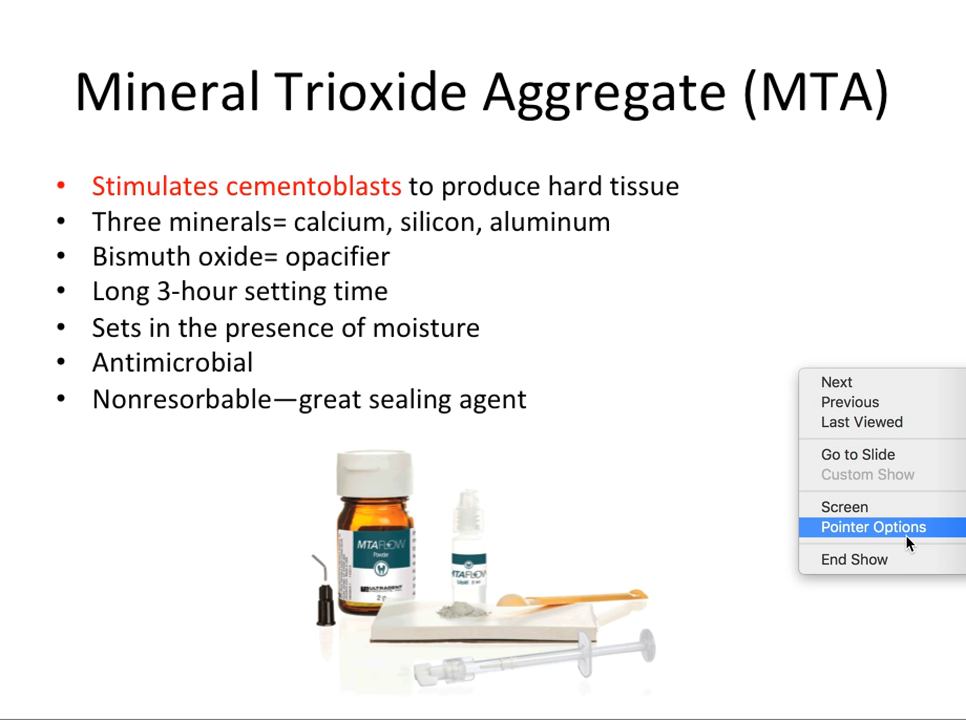 Mineral Trioxide Aggregate (MTA)
• Stimulates cementoblasts to produce hard tissue
• Three minerals= calcium, silicon, aluminum
• Bismuth oxide= opacifier
• Long 3-hour setting time
• Sets in the presence of moisture
• Antimicrobial
• Nonresorbable—great sealing agent
Next
Previous
Last Viewed
Go to Slide
Custom Show
Screen
Pointer Options
End Show
MTAFLOW
Powder
ULTRADENT
2 g
MTAFLOW